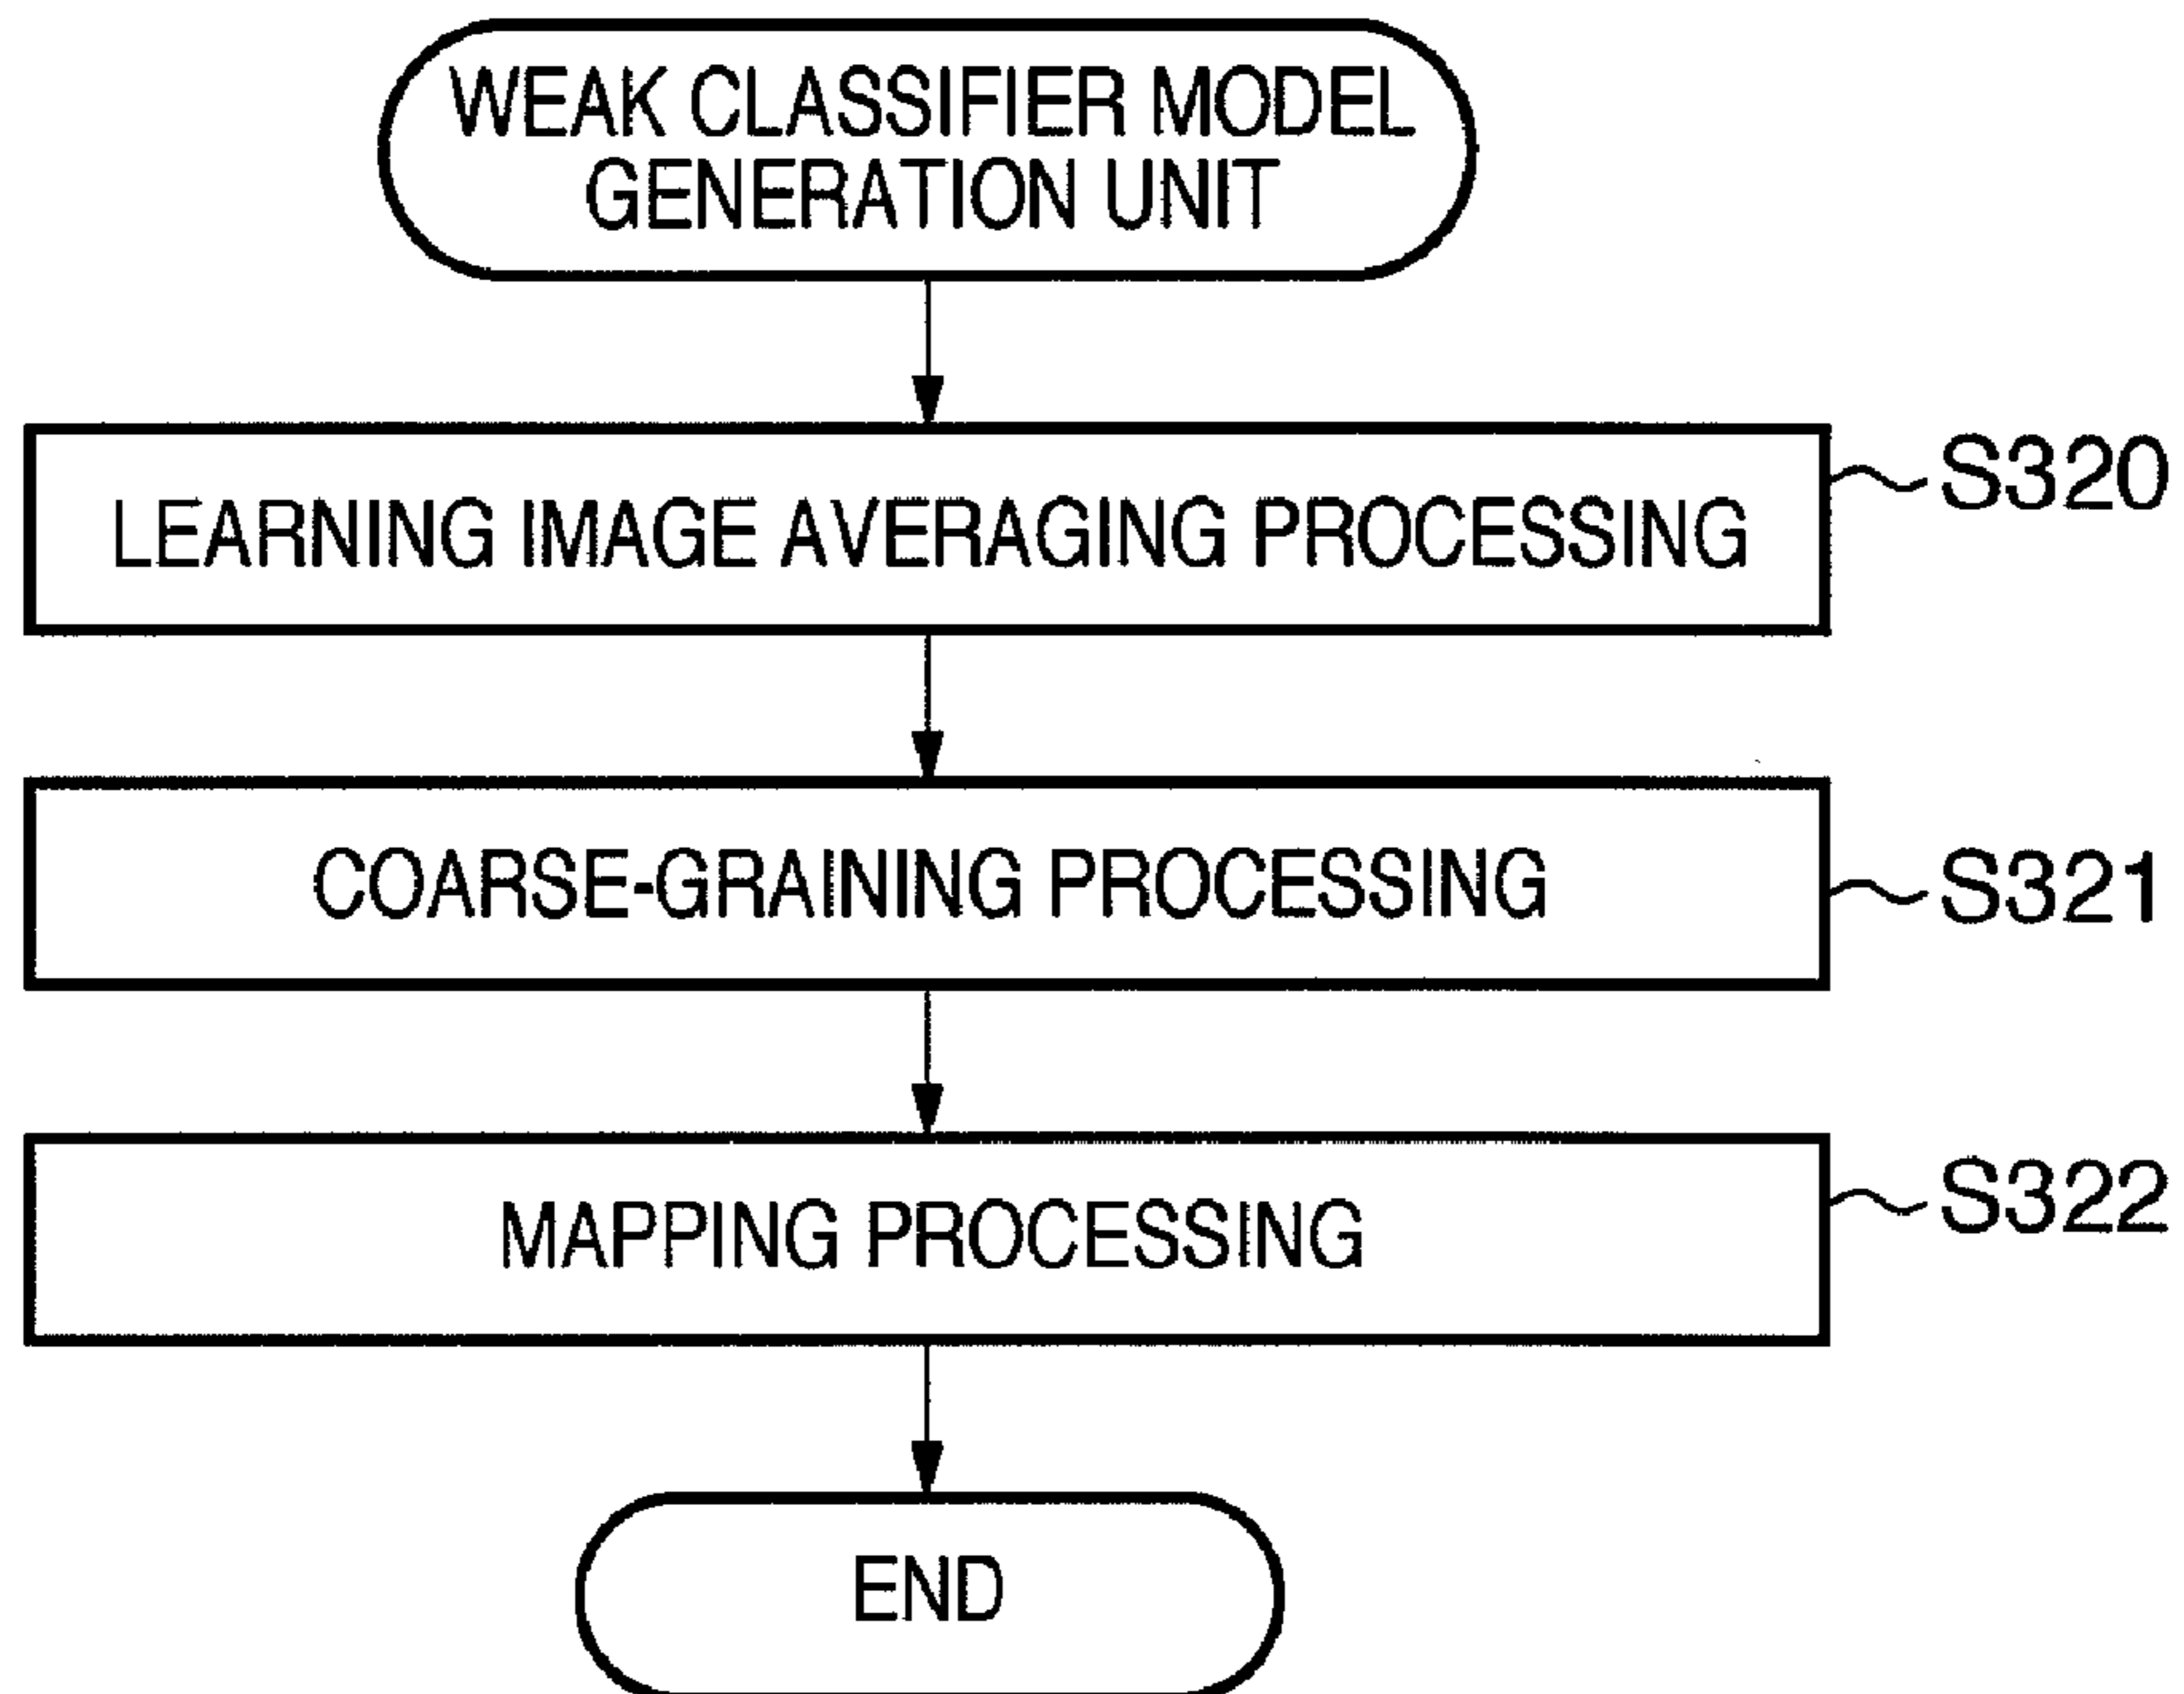 WEAK CLASSIFIER MODEL
GENERATION UNIT
LEARNING IMAGE AVERAGING PROCESSING
S320
COARSE-GRAINING PROCESSING
S321
MAPPING PROCESSING
S322
END